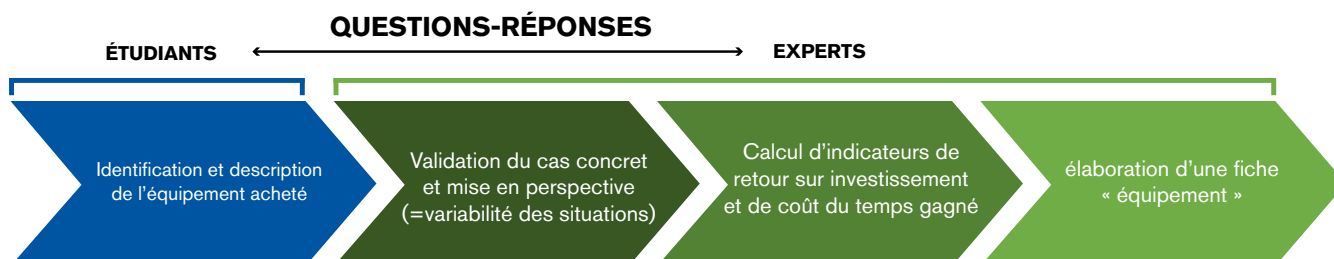 QUESTIONS-RÉPONSES
ÉTUDIANTS
EXPERTS
Identification et description
de l'équipement acheté
Validation du cas concret
et mise en perspective
(=variabilité des situations)
Calcul d'indicateurs de
retour sur investissement
et de coût du temps gagné
élaboration d'une fiche
« équipement »